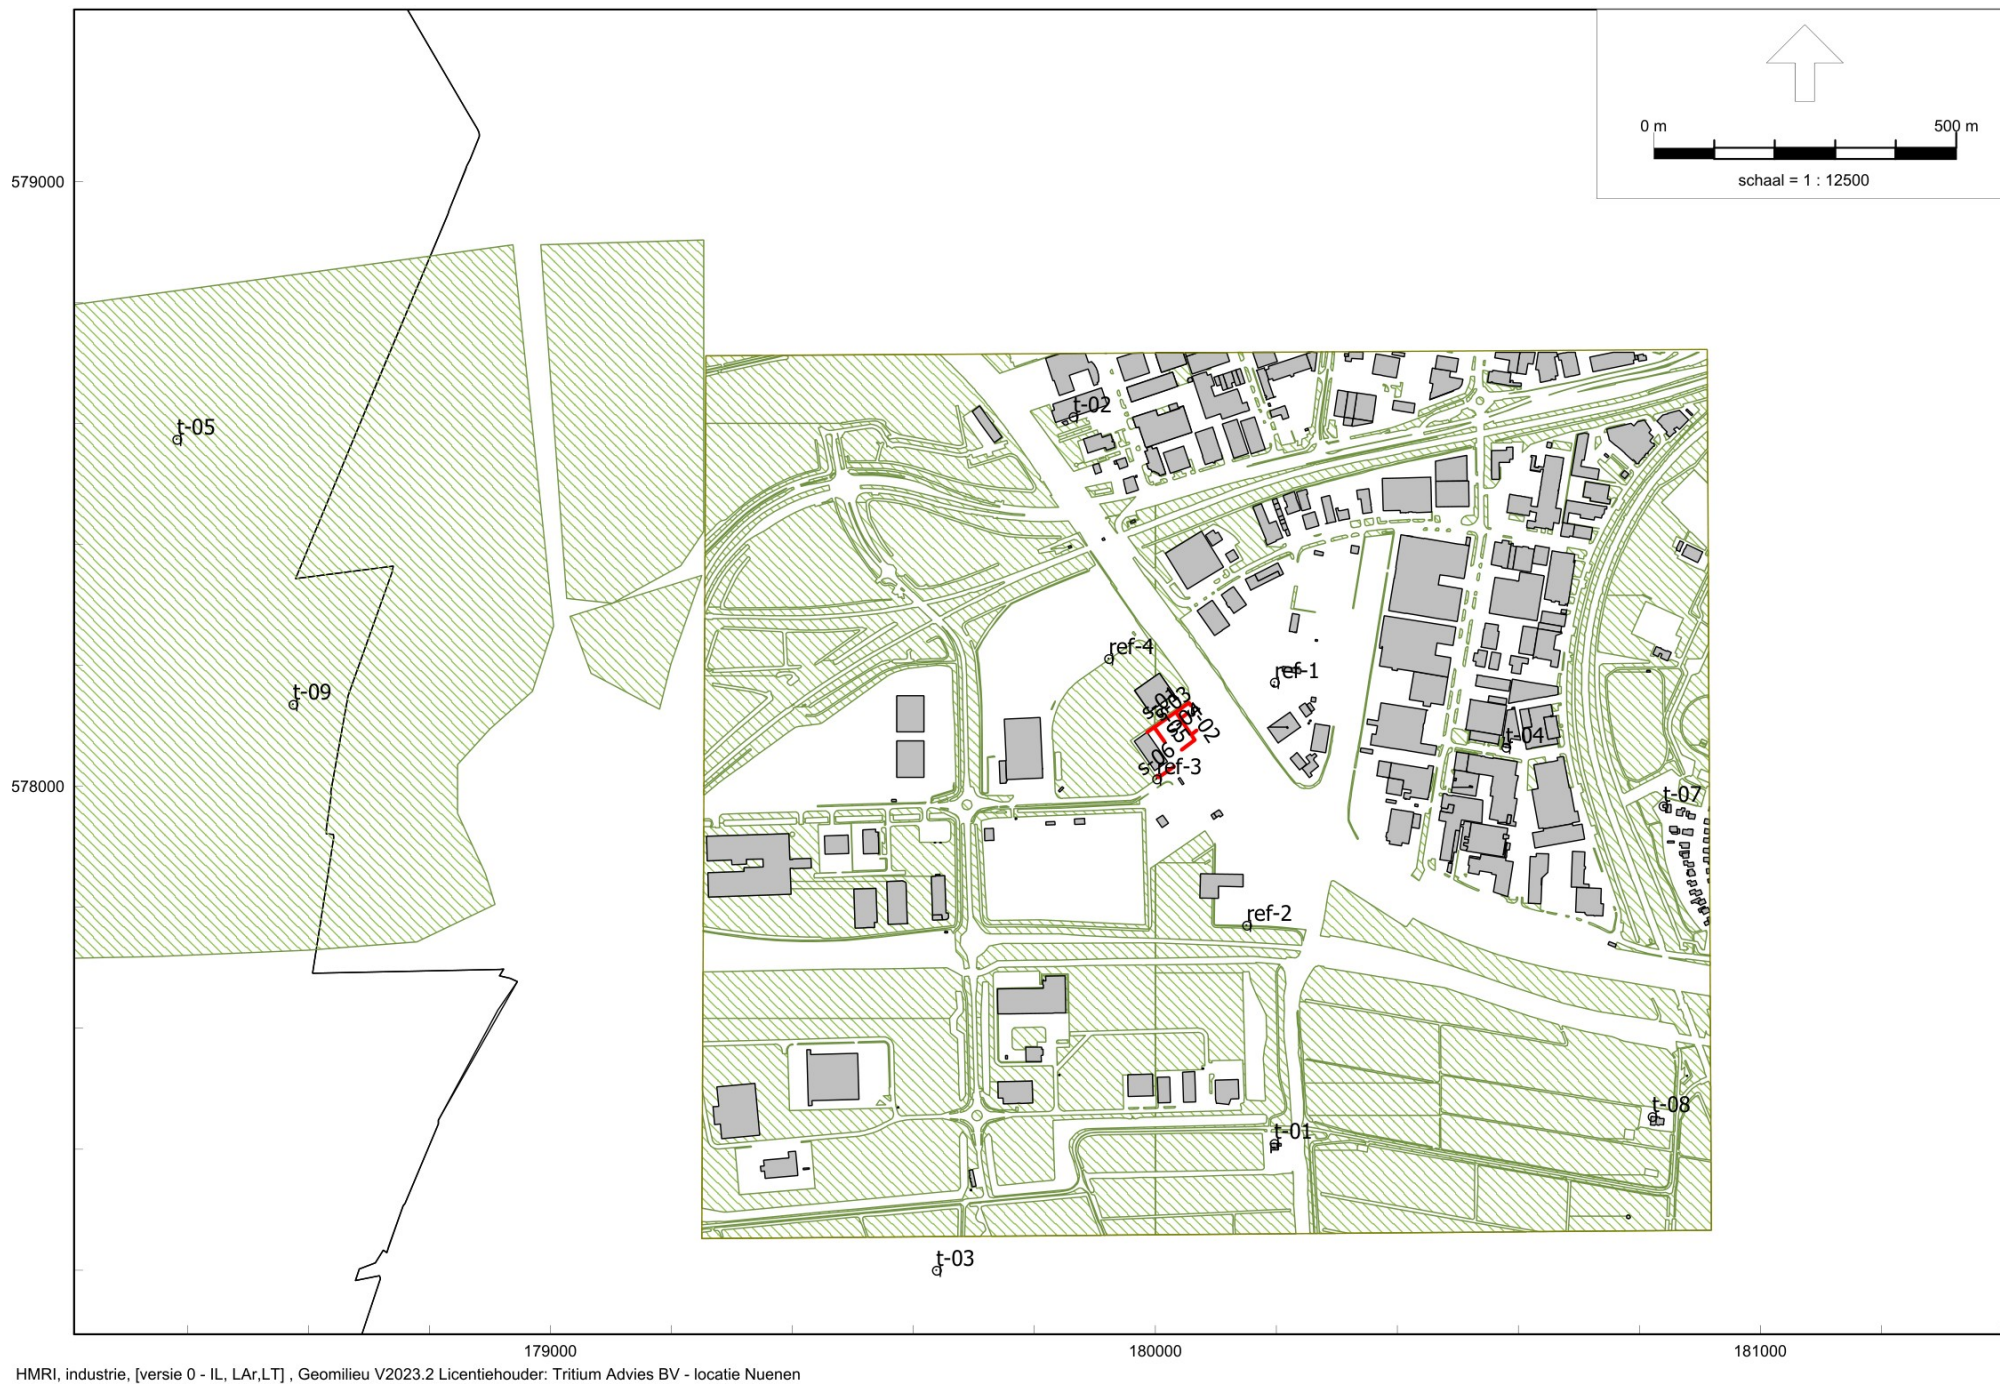 0 m 500 m
schaal = 1 : 12500
579000
t-02
t-05
ref-4
ref-1
t-09
s-02
t-04
s-06
ref-3
578000
t-07
ref-2
t-08
t-01
t-03
179000 180000 181000
HMRI, industrie, [versie 0 - IL, LAr,LT] , Geomilieu V2023.2 Licentiehouder: Tritium Advies BV - locatie Nuenen